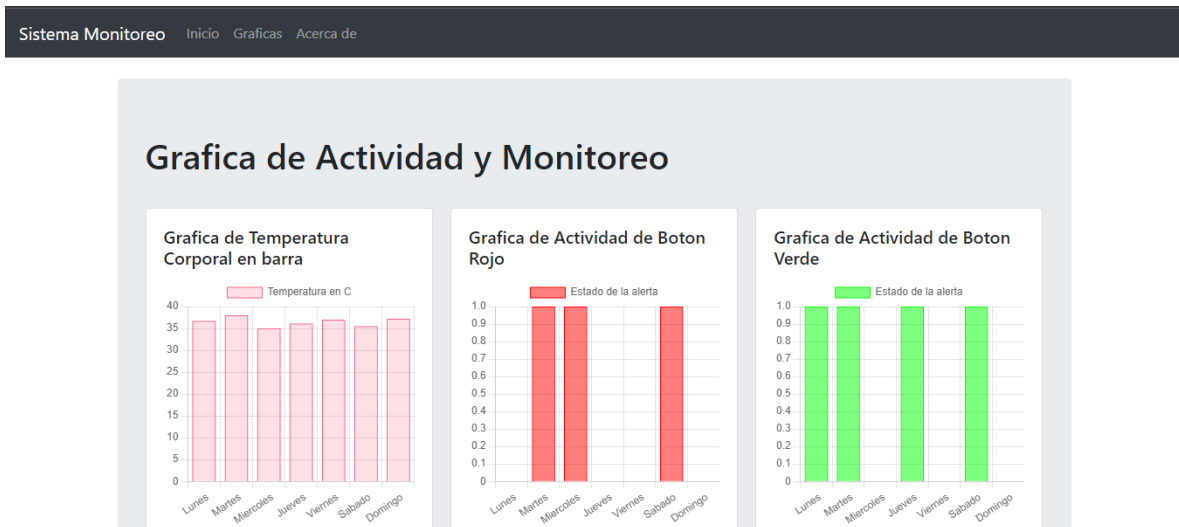 Sistema Monitoreo Inicio Graficas Acerca de
Grafica de Actividad y Monitoreo
Grafica de Temperatura
Corporal en barra
Temperatura en C
40
35
30
25
20
15
10
5
0
Lunes Martes Miercoles Jueves Viernes Sabado Domingo
Grafica de Actividad de Boton
Rojo
Estado de la alerta
1.0
0.9
0.8
0.7
0.6
0.5
0.4
0.3
0.2
0.1
0
Lunes Martes Miercoles Jueves Viernes Sabado Domingo
Grafica de Actividad de Boton
Verde
Estado de la alerta
1.0
0.9
0.8
0.7
0.6
0.5
0.4
0.3
0.2
0.1
0
Lunes Martes Miercoles Jueves Viernes Sabado Domingo